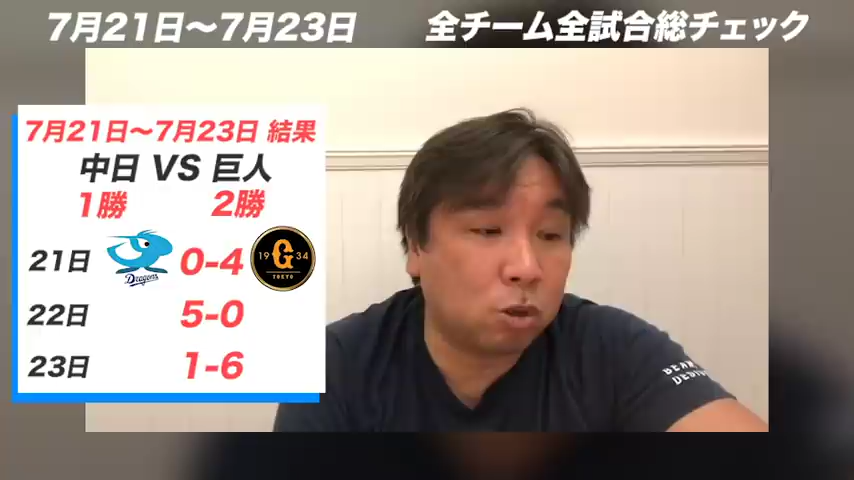 7月21日〜7月23日 全チーム全試合総チェック
7月21日〜7月23日 結果
中日 VS 巨人
1勝 2勝
21日 Dragons 0-4 19 G 34 TOKYO
22日 5-0
23日 1-6